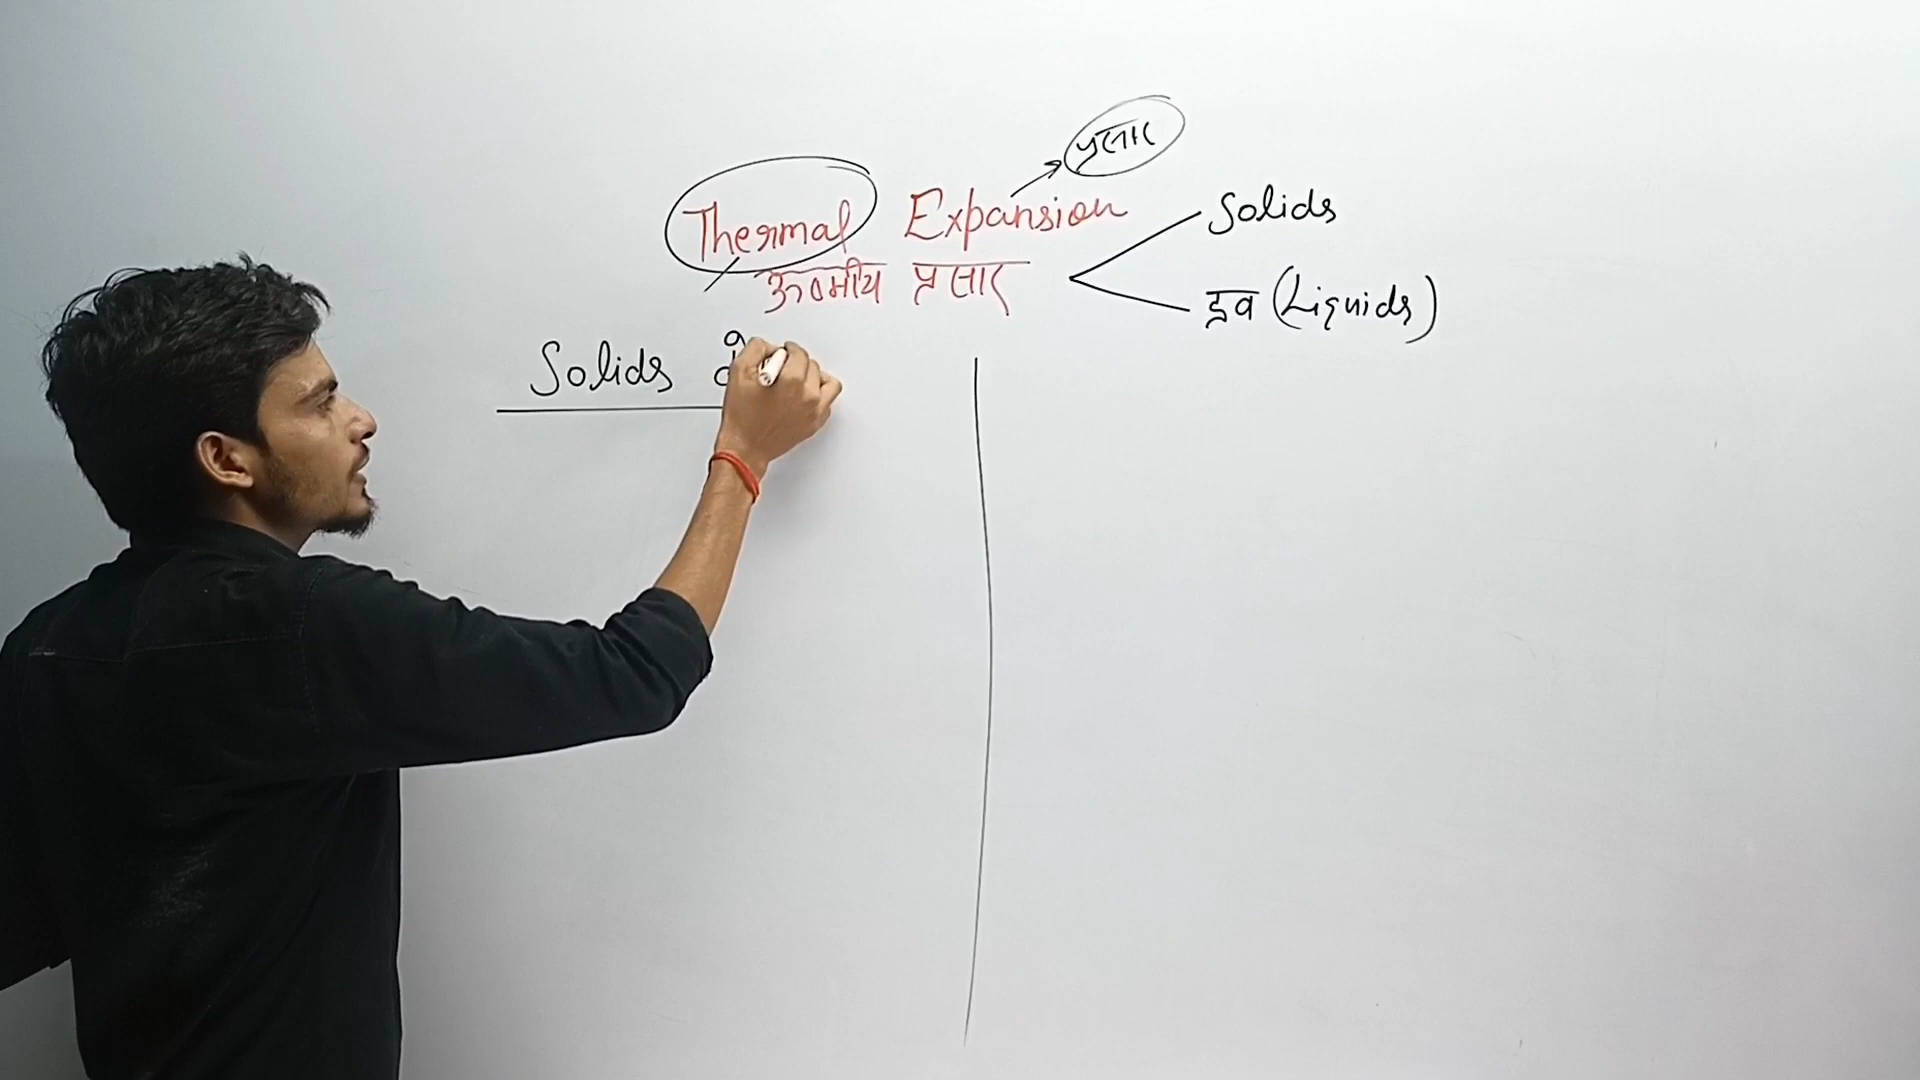 प्रसार
Thermal Expansion
ऊष्मीय प्रसार
Solids
द्रव (Liquids)
Solids